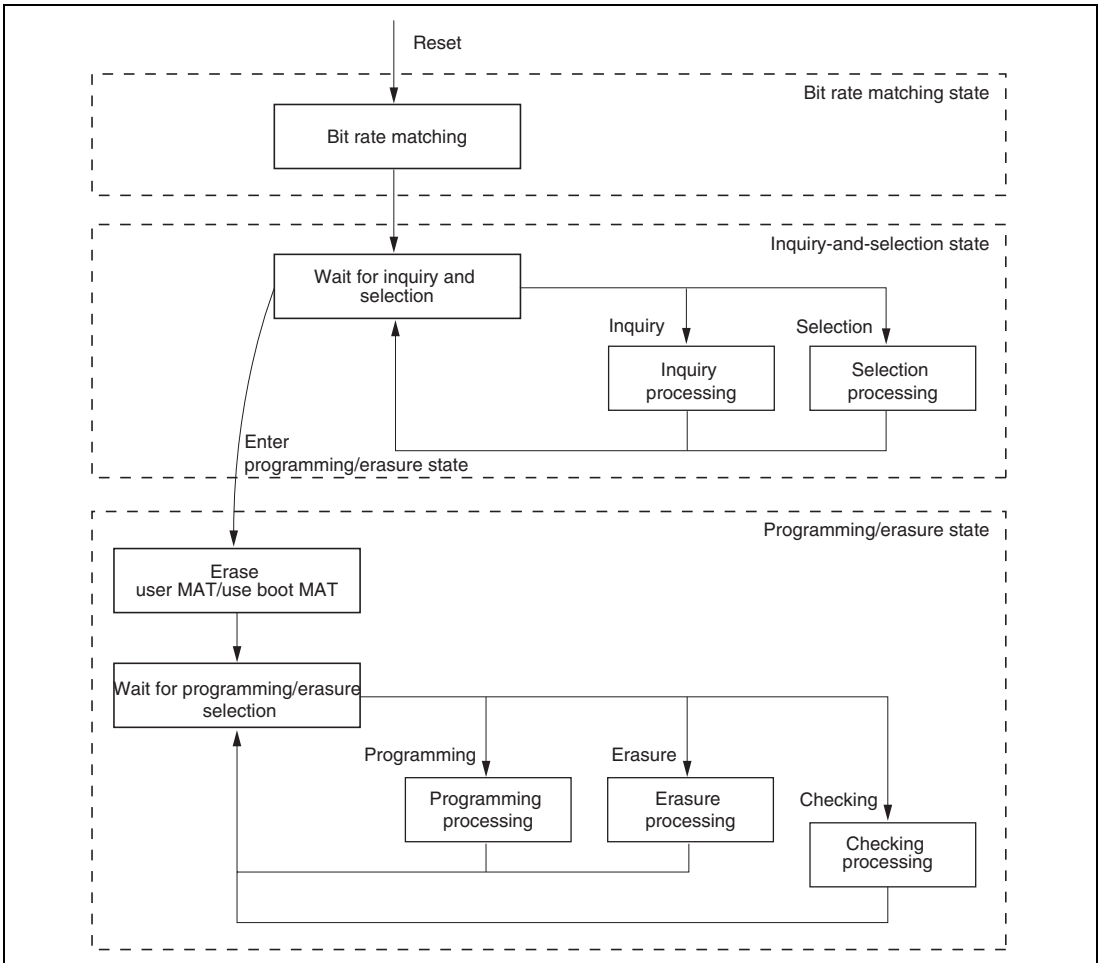 Reset
Bit rate matching state
Bit rate matching
Inquiry-and-selection state
Wait for inquiry and
selection
Inquiry
Selection
Inquiry
processing
Selection
processing
Enter
programming/erasure state
Programming/erasure state
Erase
user MAT/use boot MAT
Wait for programming/erasure
selection
Programming
Erasure
Checking
Programming
processing
Erasure
processing
Checking
processing